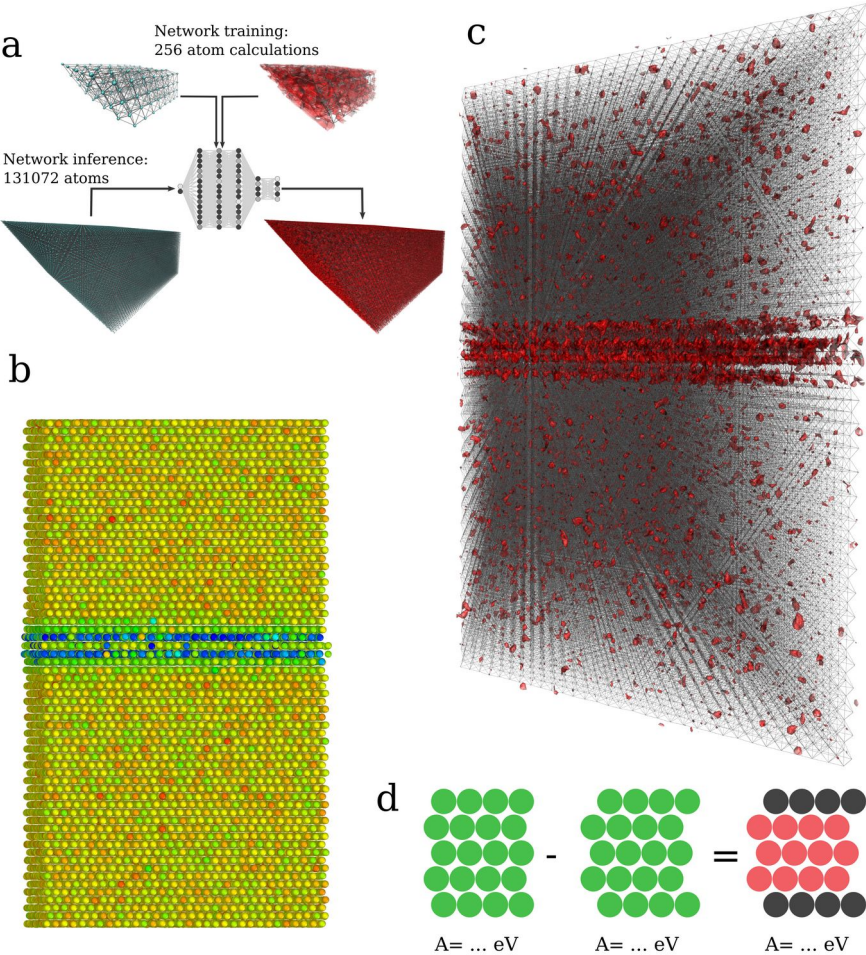 a
Network training:
256 atom calculations
Network inference:
131072 atoms
b
c
d
-
=
A= ... eV
A= ... eV
A= ... eV